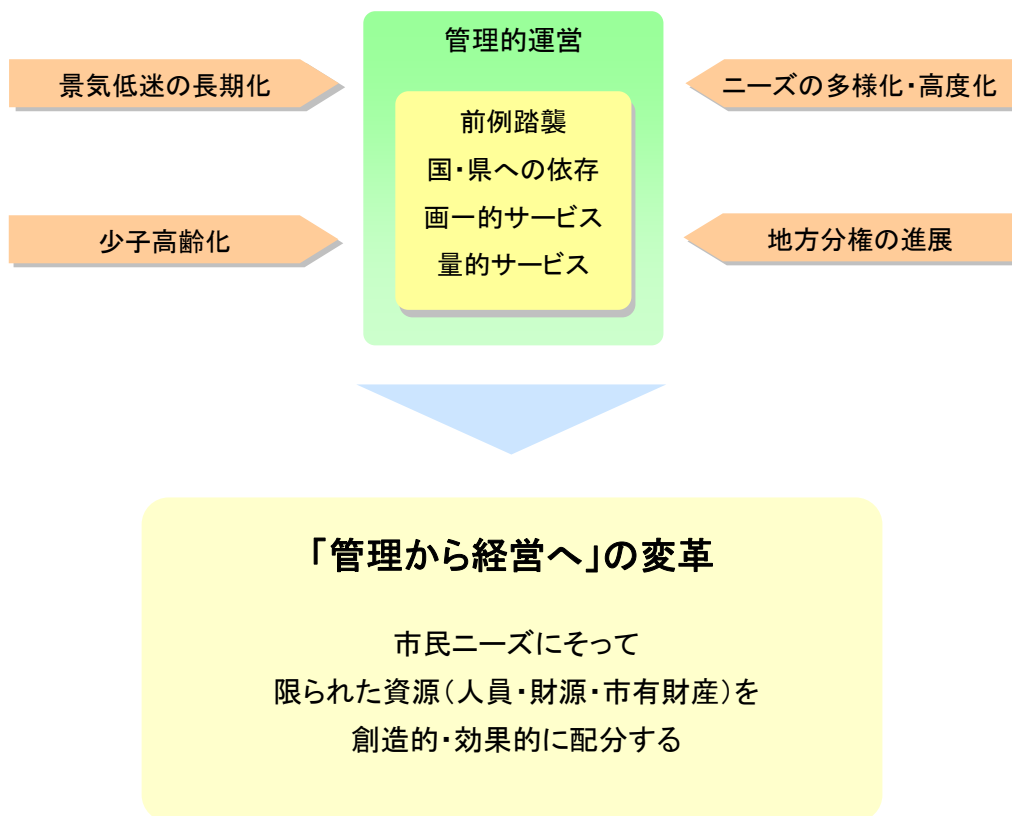 管理的運営
景気低迷の長期化
ニーズの多様化・高度化
前例踏襲
国・県への依存
画一的サービス
量的サービス
少子高齢化
地方分権の進展
「管理から経営へ」の変革
市民ニーズにそって
限られた資源（人員・財源・市有財産）を
創造的・効果的に配分する